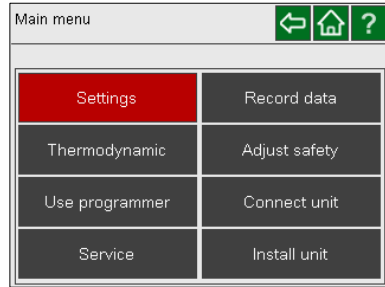 Main menu
?
Settings
Record data
Thermodynamic
Adjust safety
Use programmer
Connect unit
Service
Install unit